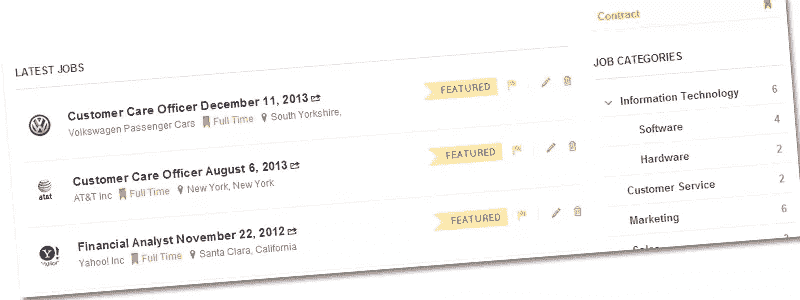 LATEST JOBS
Customer Care Officer December 11, 2013
Volkswagen Passenger Cars Full Time South Yorkshire,
FEATURED
at&t
Customer Care Officer August 6, 2013
AT&T Inc Full Time New York, New York
FEATURED
YAHOO!
Financial Analyst November 22, 2012
Yahoo! Inc Full Time Santa Clara, California
FEATURED
Contract
JOB CATEGORIES
Information Technology 6
Software 4
Hardware 2
Customer Service 2
Marketing 6
Sales